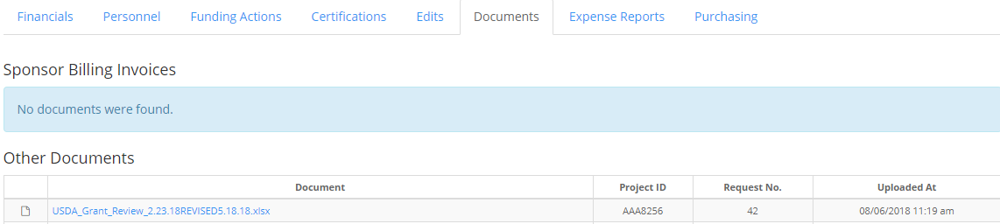 Financials Personnel Funding Actions Certifications Edits Documents Expense Reports Purchasing
Sponsor Billing Invoices
No documents were found.
Other Documents
Document Project ID Request No. Uploaded At
USDA_Grant_Review_2.23.18REVISED5.18.18.xlsx AAA8256 42 08/06/2018 11:19 am